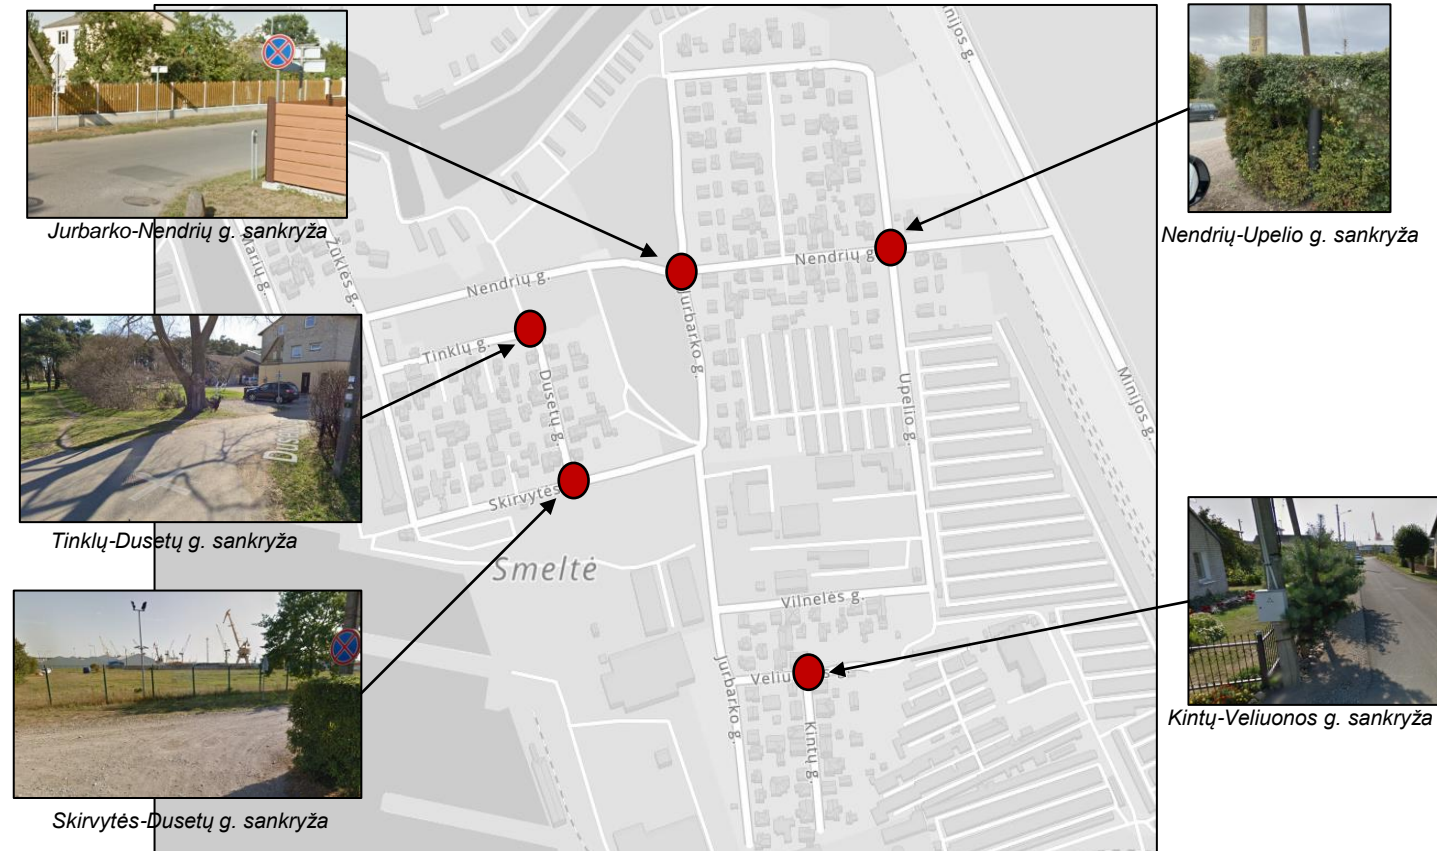 Jurbarko-Nendrių g. sankryža
Tinklų-Dusetų g. sankryža
Skirvytės-Dusetų g. sankryža
Nendrių-Upelio g. sankryža
Kintų-Veliuonos g. sankryža
Minijos g.
Marių g.
Žūklės g.
Nendrių g.
Nendrių g.
Tinklų g.
Jurbarko g.
Dusetų g.
Upelio g.
Minijos g.
Skirvytės
Smeltė
Vilnelės g.
Jurbarko g.
Kintų g.